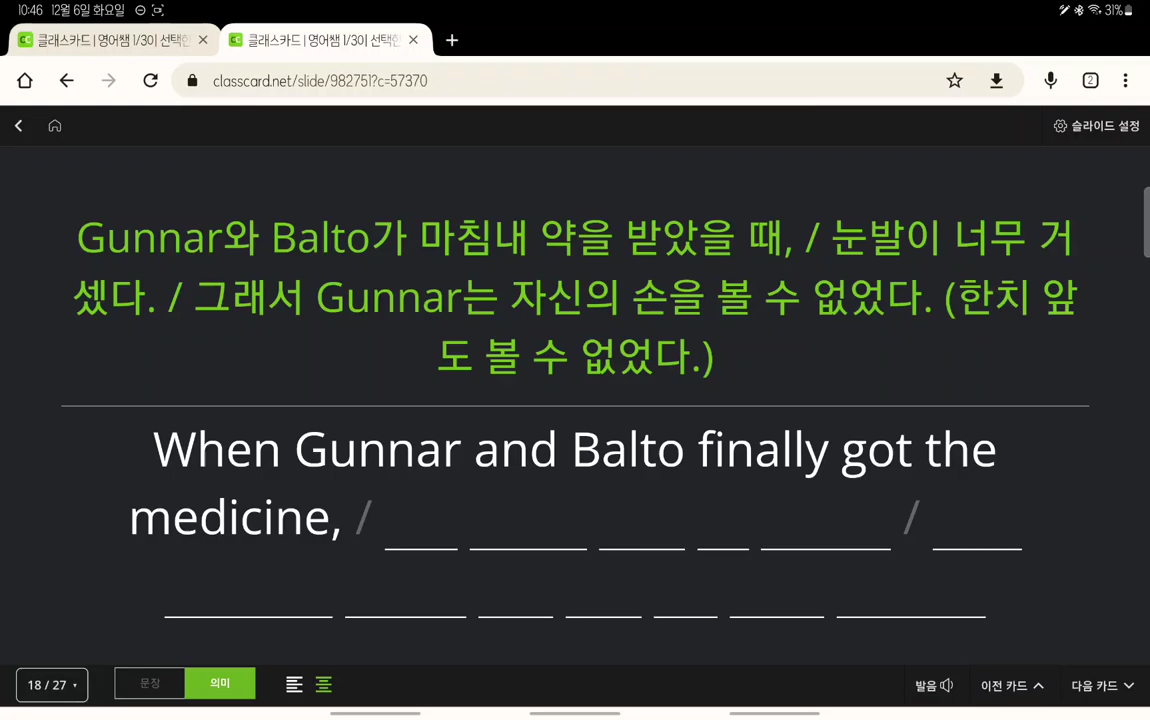 10:46 12월 6일 화요일 31%
클래스카드 | 영어쌤 1/30| 선택한 클래스카드 | 영어쌤 1/30| 선택한
classcard.net/slide/982751?c=57370 2
슬라이드 설정
Gunnar와 Balto가 마침내 약을 받았을 때, / 눈발이 너무 거
셌다. / 그래서 Gunnar는 자신의 손을 볼 수 없었다. (한치 앞
도 볼 수 없었다.)
When Gunnar and Balto finally got the
medicine, / /
18 / 27 문장 의미 발음 이전 카드 다음 카드